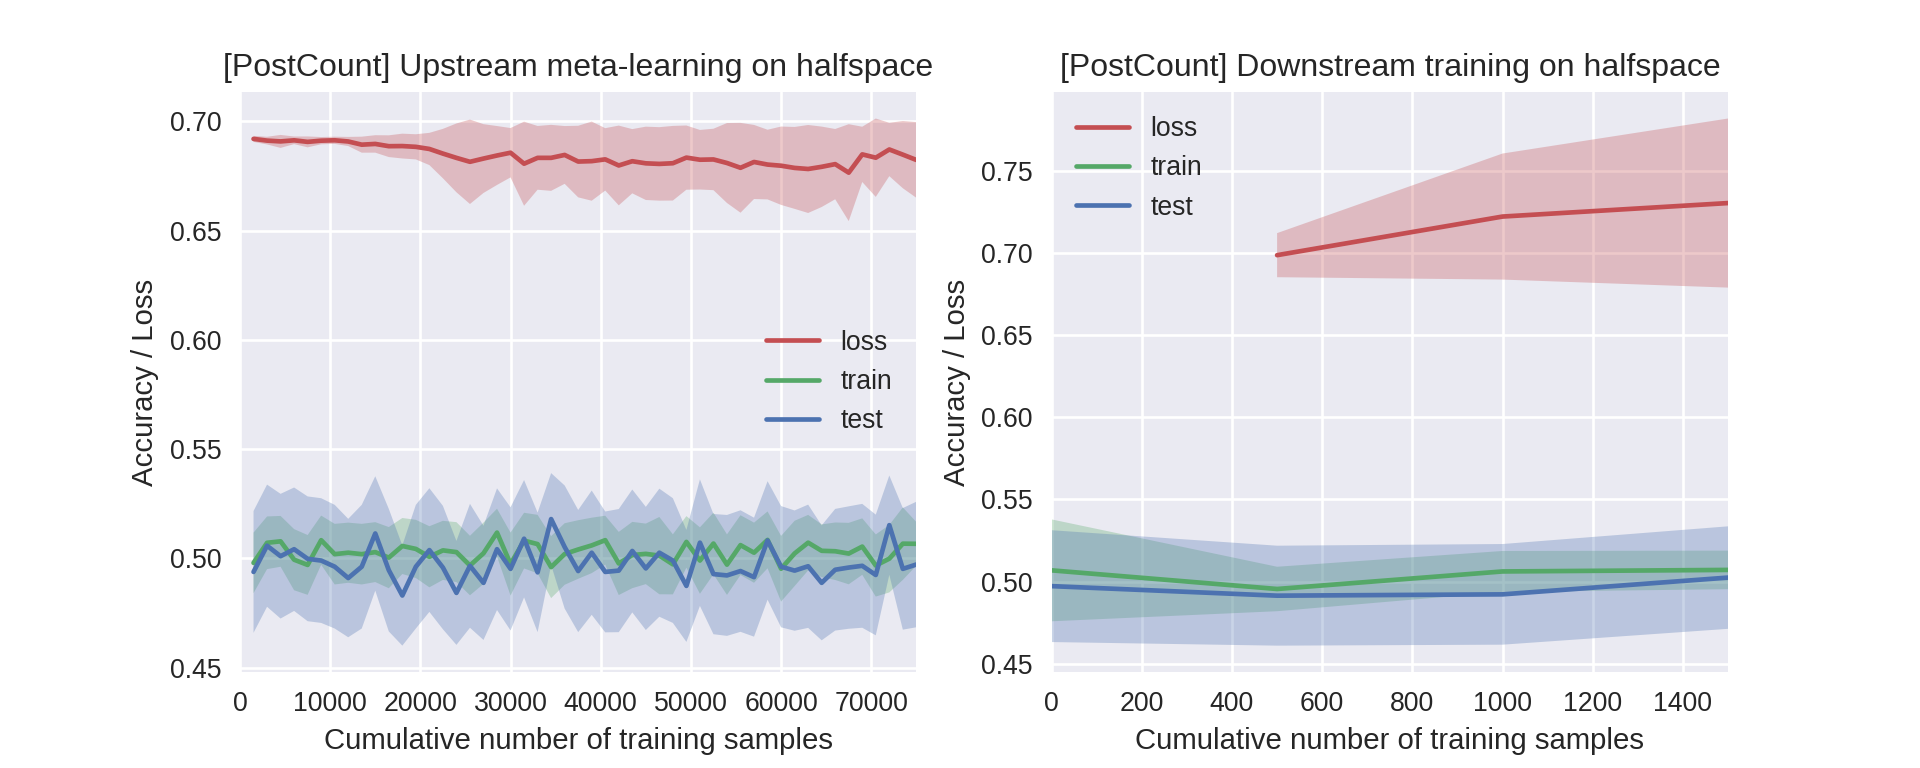 [PostCount] Upstream meta-learning on halfspace
0.70
0.65
0.60
0.55
0.50
0.45
Accuracy / Loss
loss
train
test
0 10000 20000 30000 40000 50000 60000 70000
Cumulative number of training samples
[PostCount] Downstream training on halfspace
loss
train
test
0.75
0.70
0.65
0.60
0.55
0.50
0.45
Accuracy / Loss
0 200 400 600 800 1000 1200 1400
Cumulative number of training samples